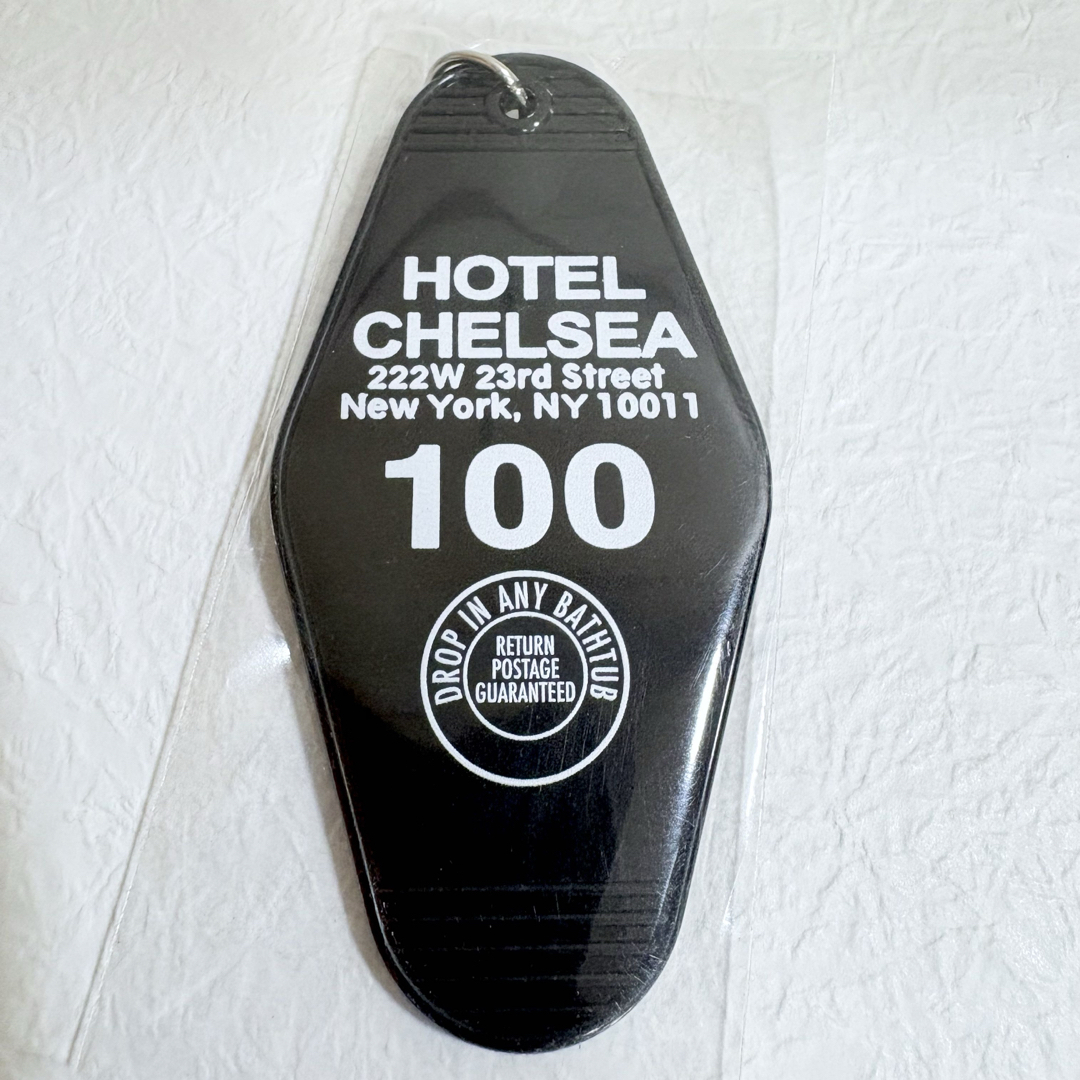 HOTEL
CHELSEA
222W 23rd Street
New York, NY 10011
100
DROP IN ANY BATHTUB
RETURN
POSTAGE
GUARANTEED